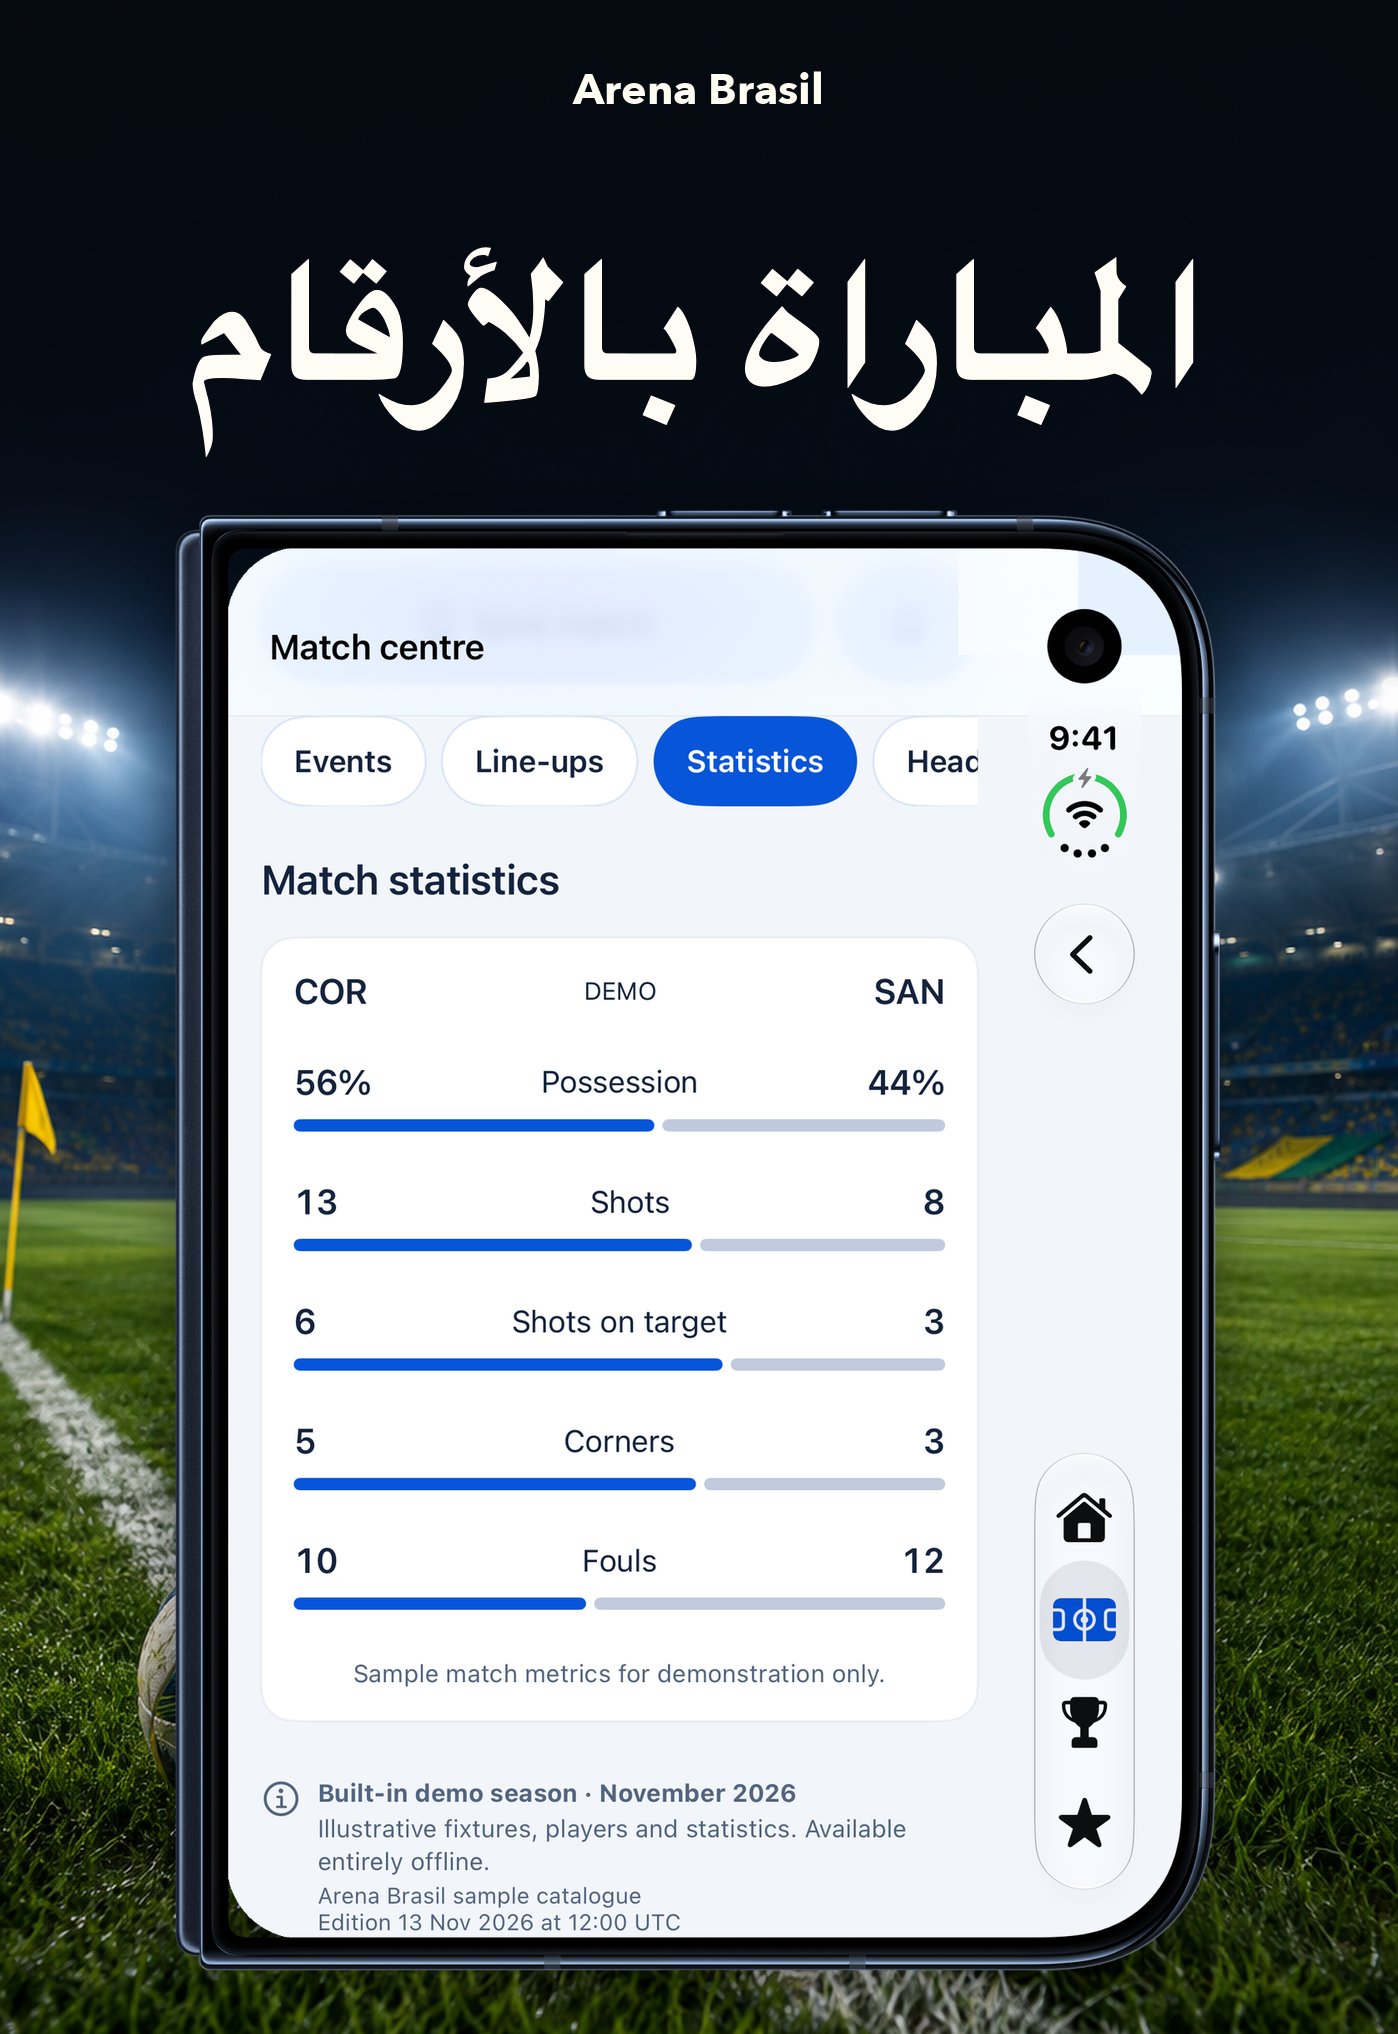 Arena Brasil
المباراة بالأرقام
Match centre
9:41
Events Line-ups Statistics Head
Match statistics
COR DEMO SAN
56% Possession 44%
13 Shots 8
6 Shots on target 3
5 Corners 3
10 Fouls 12
Sample match metrics for demonstration only.
Built-in demo season · November 2026
Illustrative fixtures, players and statistics. Available
entirely offline.
Arena Brasil sample catalogue
Edition 13 Nov 2026 at 12:00 UTC